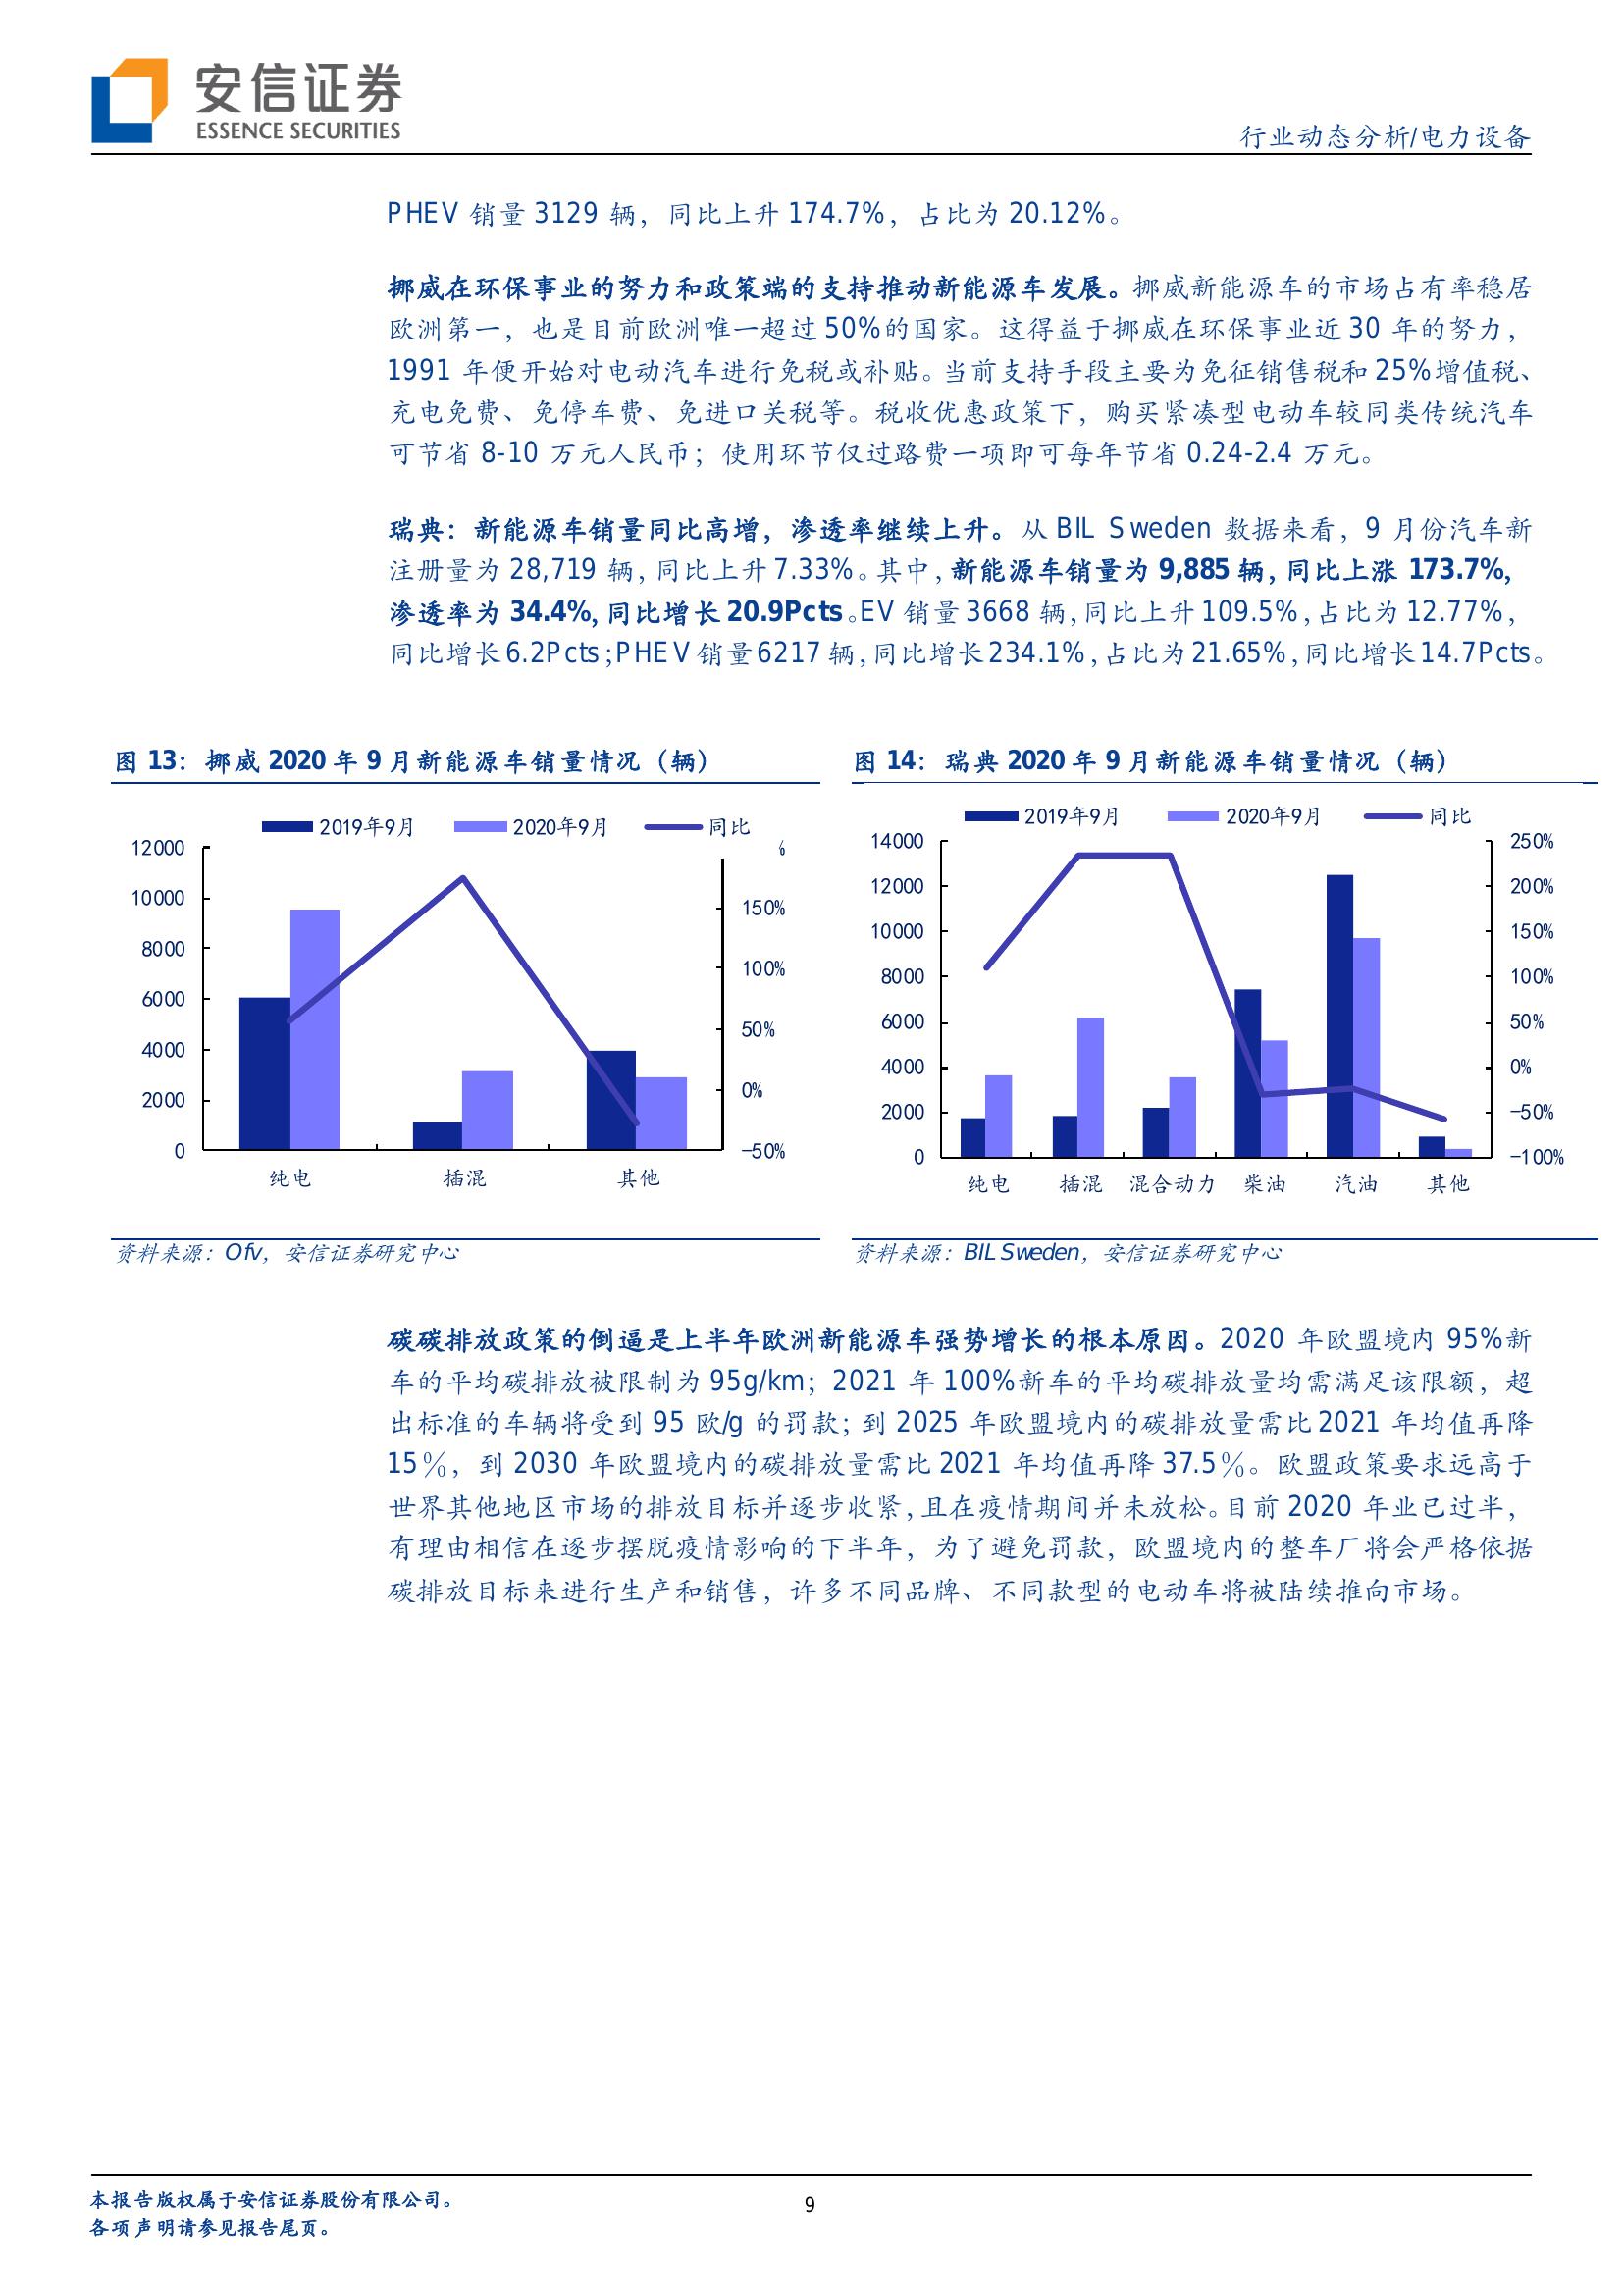 安信证券
ESSENCE SECURITIES
行业动态分析/电力设备
PHEV 销量 3129 辆，同比上升 174.7%，占比为 20.12%。
挪威在环保事业的努力和政策端的支持推动新能源车发展。挪威新能源车的市场占有率稳居
欧洲第一，也是目前欧洲唯一超过 50%的国家。这得益于挪威在环保事业近 30 年的努力，
1991 年便开始对电动汽车进行免税或补贴。当前支持手段主要为免征销售税和 25%增值税、
充电免费、免停车费、免进口关税等。税收优惠政策下，购买紧凑型电动车较同类传统汽车
可节省 8-10 万元人民币；使用环节仅过路费一项即可每年节省 0.24-2.4 万元。
瑞典：新能源车销量同比高增，渗透率继续上升。从 BIL Sweden 数据来看，9 月份汽车新
注册量为 28,719 辆，同比上升 7.33%。其中，新能源车销量为 9,885 辆，同比上涨 173.7%，
渗透率为 34.4%，同比增长 20.9Pcts。EV 销量 3668 辆，同比上升 109.5%，占比为 12.77%，
同比增长 6.2Pcts；PHEV 销量 6217 辆，同比增长 234.1%，占比为 21.65%，同比增长 14.7Pcts。
图 13：挪威 2020 年 9 月新能源车销量情况（辆）
2019年9月 2020年9月 同比
12000 %
10000 150%
8000 100%
6000 50%
4000 0%
2000 -50%
0
纯电 插混 其他
资料来源：Ofv，安信证券研究中心
图 14：瑞典 2020 年 9 月新能源车销量情况（辆）
2019年9月 2020年9月 同比
14000 250%
12000 200%
10000 150%
8000 100%
6000 50%
4000 0%
2000 -50%
0 -100%
纯电 插混 混合动力 柴油 汽油 其他
资料来源：BIL Sweden，安信证券研究中心
碳碳排放政策的倒逼是上半年欧洲新能源车强势增长的根本原因。2020 年欧盟境内 95%新
车的平均碳排放被限制为 95g/km；2021 年 100%新车的平均碳排放量均需满足该限额，超
出标准的车辆将受到 95 欧/g 的罚款；到 2025 年欧盟境内的碳排放量需比 2021 年均值再降
15％，到 2030 年欧盟境内的碳排放量需比 2021 年均值再降 37.5％。欧盟政策要求远高于
世界其他地区市场的排放目标并逐步收紧，且在疫情期间并未放松。目前 2020 年业已过半，
有理由相信在逐步摆脱疫情影响的下半年，为了避免罚款，欧盟境内的整车厂将会严格依据
碳排放目标来进行生产和销售，许多不同品牌、不同款型的电动车将被陆续推向市场。
本报告版权属于安信证券股份有限公司。
各项声明请参见报告尾页。
9